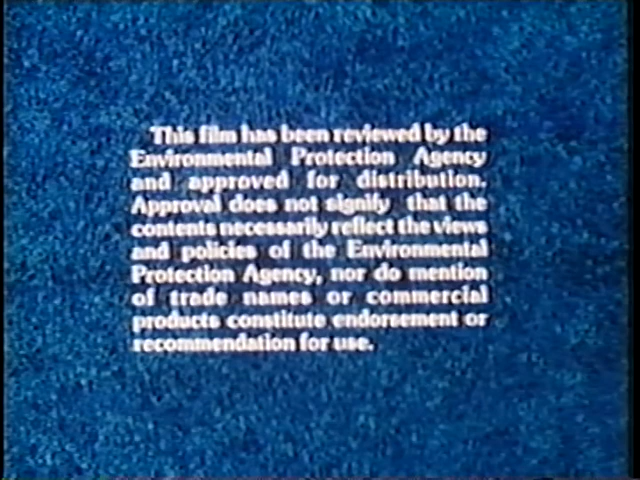 This film has been reviewed by the
Environmental Protection Agency
and approved for distribution.
Approval does not signify that the
contents necessarily reflect the views
and policies of the Environmental
Protection Agency, nor do mention
of trade names or commercial
products constitute endorsement or
recommendation for use.